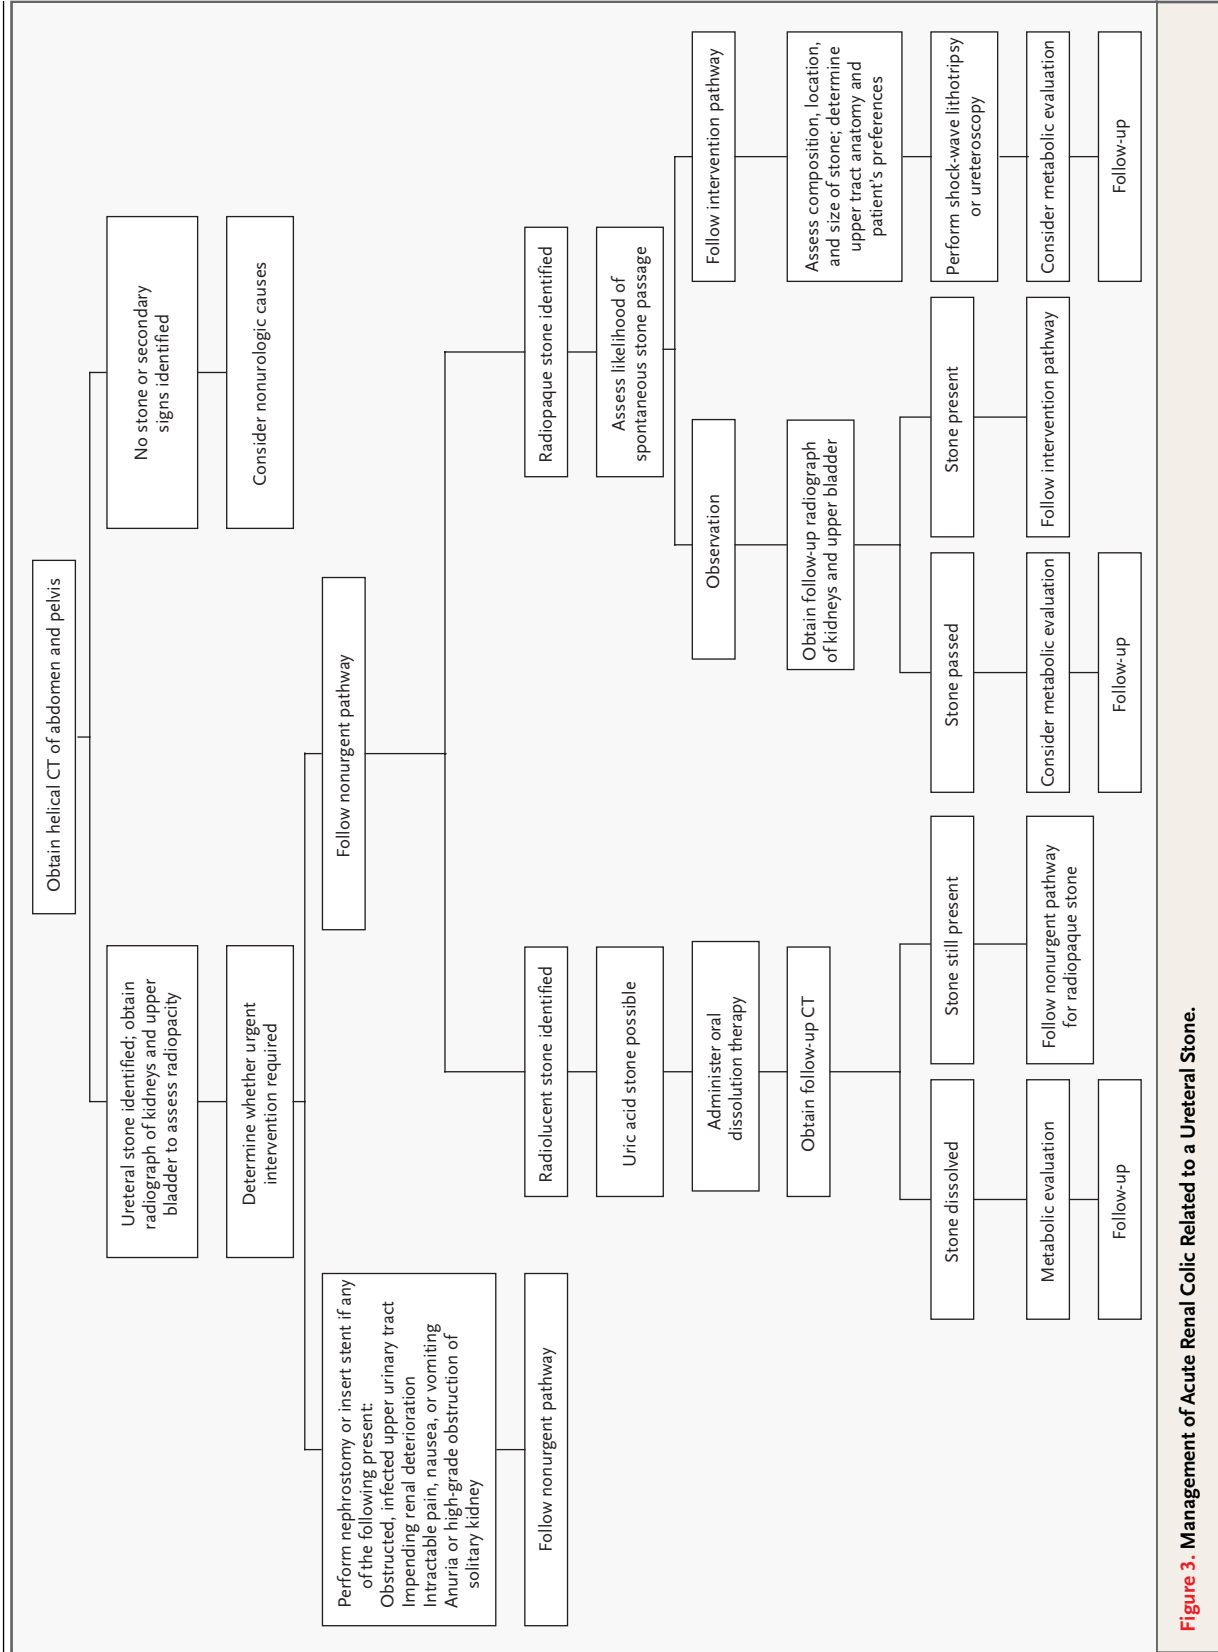 Obtain helical CT of abdomen and pelvis
Ureteral stone identified; obtain
radiograph of kidneys and upper
bladder to assess radiopacity
No stone or secondary
signs identified
Determine whether urgent
intervention required
Consider nonurologic causes
Perform nephrostomy or insert stent if any
of the following present:
Obstructed, infected upper urinary tract
Impending renal deterioration
Intractable pain, nausea, or vomiting
Anuria or high-grade obstruction of
solitary kidney
Follow nonurgent pathway
Follow nonurgent pathway
Radiolucent stone identified
Radiopaque stone identified
Uric acid stone possible
Assess likelihood of
spontaneous stone passage
Administer oral
dissolution therapy
Observation
Follow intervention pathway
Obtain follow-up CT
Obtain follow-up radiograph
of kidneys and upper bladder
Assess composition, location,
and size of stone; determine
upper tract anatomy and
patient's preferences
Stone dissolved
Stone still present
Stone passed
Stone present
Perform shock-wave lithotripsy
or ureteroscopy
Metabolic evaluation
Follow nonurgent pathway
for radiopaque stone
Consider metabolic evaluation
Follow intervention pathway
Consider metabolic evaluation
Follow-up
Follow-up
Follow-up
Figure 3. Management of Acute Renal Colic Related to a Ureteral Stone.